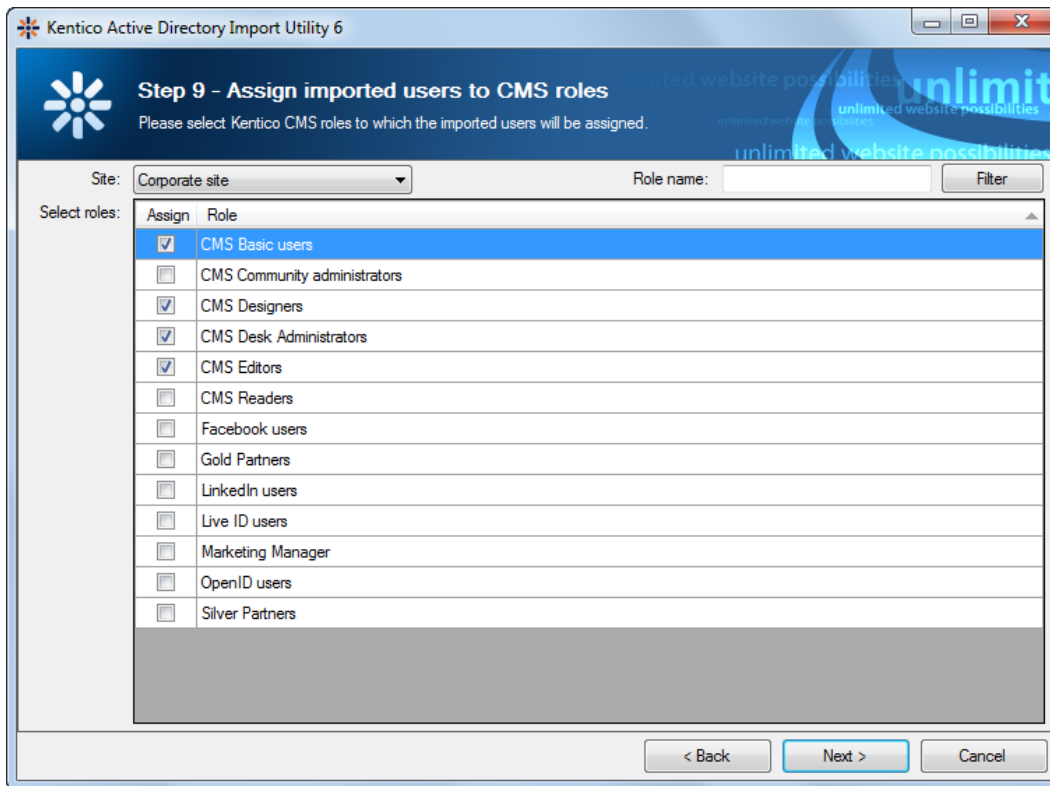 Kentico Active Directory Import Utility 6
Step 9 - Assign imported users to CMS roles
Please select Kentico CMS roles to which the imported users will be assigned.
limited website possibilities
unlimit
unlimited website possibilities
unlimited website possibilities
unlimited website possibilities
Site: Corporate site Role name: Filter
Select roles: Assign Role
CMS Basic users
CMS Community administrators
CMS Designers
CMS Desk Administrators
CMS Editors
CMS Readers
Facebook users
Gold Partners
LinkedIn users
Live ID users
Marketing Manager
OpenID users
Silver Partners
< Back Next > Cancel